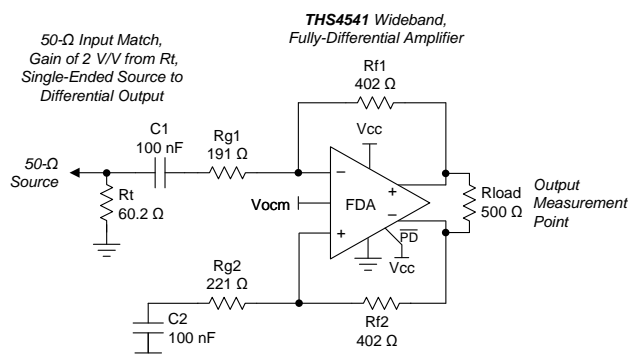 THS4541 Wideband,
Fully-Differential Amplifier
50-Ω Input Match,
Gain of 2 V/V from Rt,
Single-Ended Source to
Differential Output
Rf1
402 Ω
C1
100 nF
Rg1
191 Ω
Vcc
50-Ω
Source
Rt
60.2 Ω
Vocm
−
+
FDA
+
−
PD
Vcc
Rload
500 Ω
Output
Measurement
Point
Rg2
221 Ω
C2
100 nF
Rf2
402 Ω